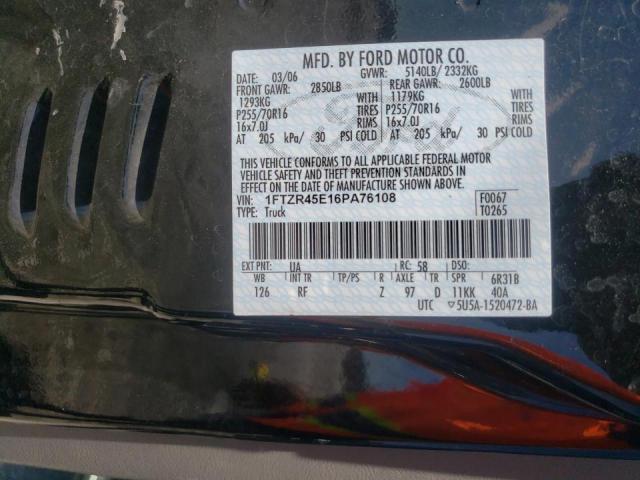 MFD. BY FORD MOTOR CO.
DATE: 03/06 GVWR: 5140LB/ 2332KG
FRONT GAWR: 2850LB REAR GAWR: 2600LB
1293KG WITH 1179KG WITH
P255/70R16 TIRES P255/70R16 TIRES
16x7.0J RIMS 16x7.0J RIMS
AT 205 kPa/ 30 PSI COLD AT 205 kPa/ 30 PSI COLD
THIS VEHICLE CONFORMS TO ALL APPLICABLE FEDERAL MOTOR
VEHICLE SAFETY AND THEFT PREVENTION STANDARDS IN
EFFECT ON THE DATE OF MANUFACTURE SHOWN ABOVE.
VIN: 1FTZR45E16PA76108 F0067
TYPE: Truck T0265
EXT PNT: UA RC: 58 DSO:
WB INT TR TP/PS R AXLE TR SPR 6R31B
126 RF Z 97 D 11KK 40A
UTC ▽5U5A-1520472-BA